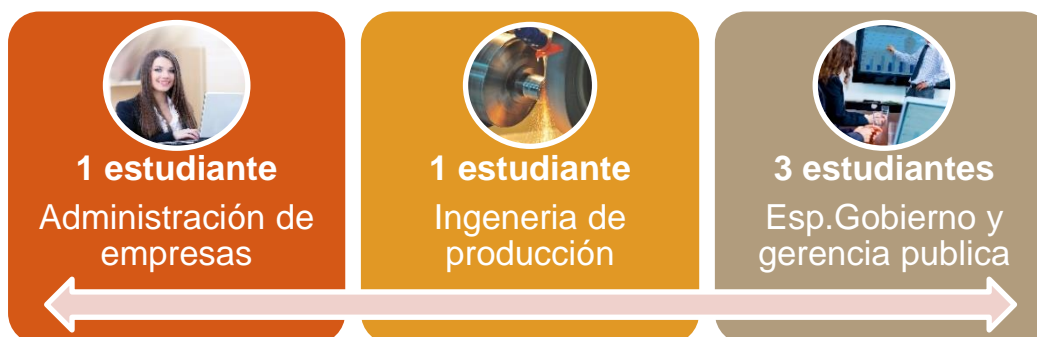 1 estudiante
Administración de
empresas
1 estudiante
Ingeneria de
producción
3 estudiantes
Esp.Gobierno y
gerencia publica